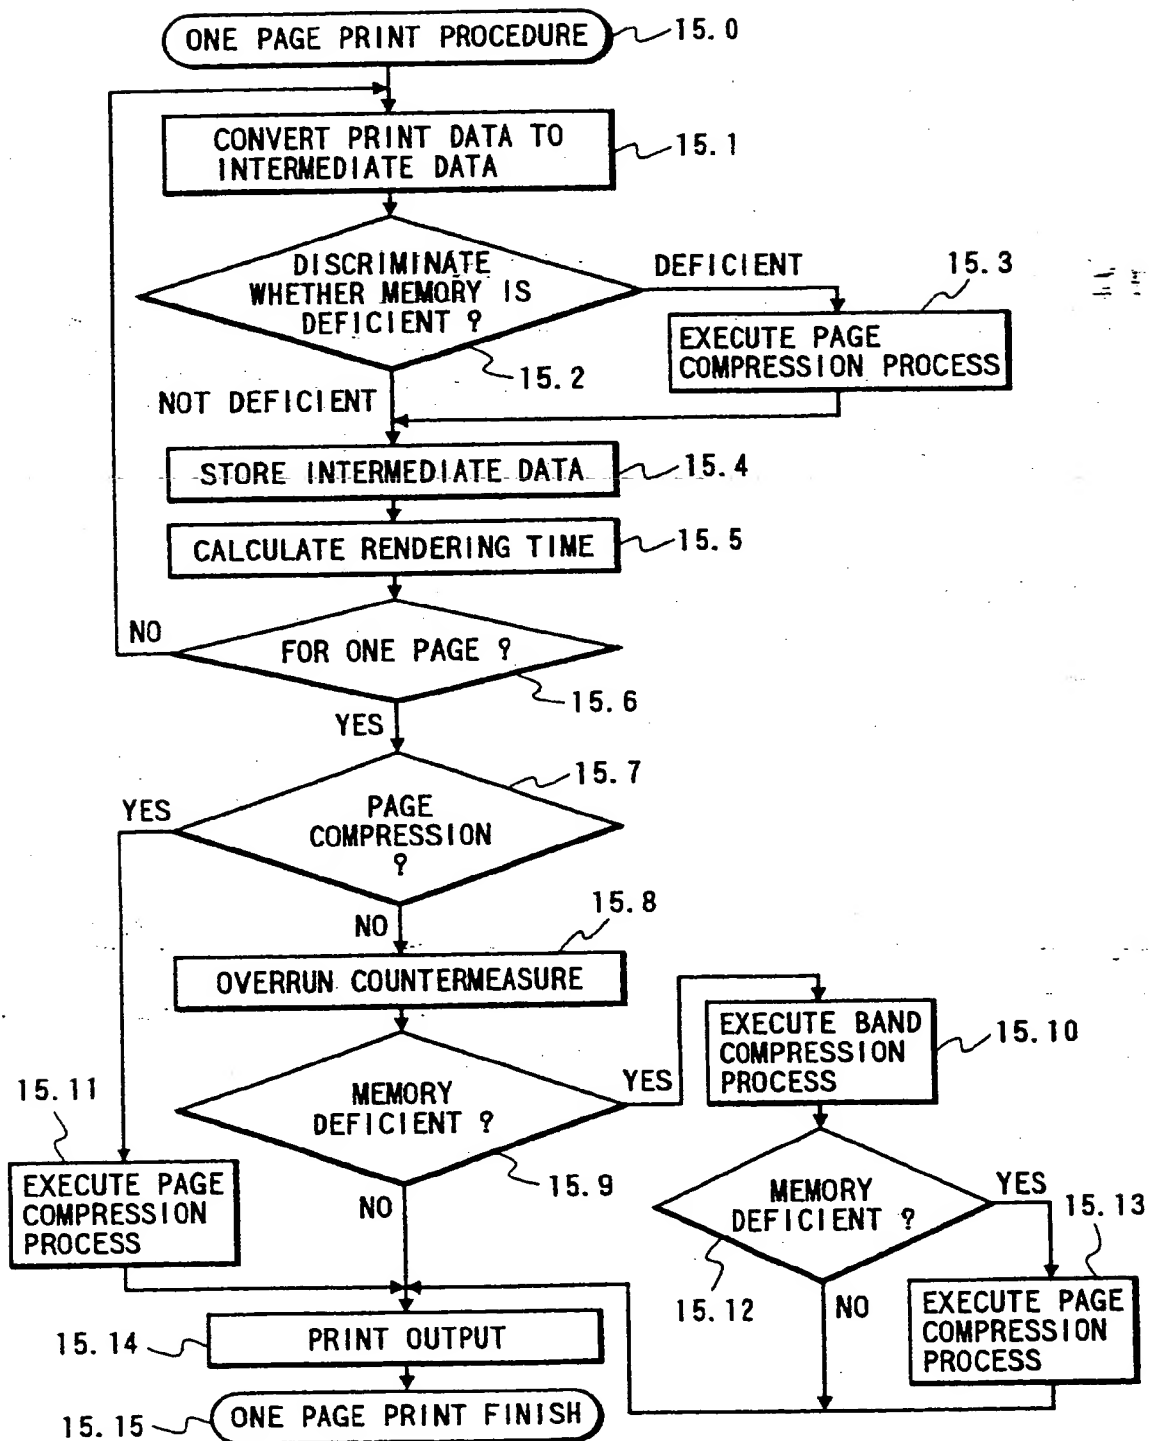 ONE PAGE PRINT PROCEDURE
15.0
CONVERT PRINT DATA TO
INTERMEDIATE DATA
15.1
DISCRIMINATE
WHETHER MEMORY IS
DEFICIENT ?
15.2
DEFICIENT
15.3
EXECUTE PAGE
COMPRESSION PROCESS
NOT DEFICIENT
STORE INTERMEDIATE DATA
15.4
CALCULATE RENDERING TIME
15.5
NO
FOR ONE PAGE ?
15.6
YES
15.7
YES
PAGE
COMPRESSION
?
NO
15.8
OVERRUN COUNTERMEASURE
EXECUTE BAND
COMPRESSION
PROCESS
15.10
YES
MEMORY
DEFICIENT ?
15.9
15.11
EXECUTE PAGE
COMPRESSION
PROCESS
NO
MEMORY
DEFICIENT ?
YES
15.13
15.12
NO
EXECUTE PAGE
COMPRESSION
PROCESS
15.14
PRINT OUTPUT
15.15
ONE PAGE PRINT FINISH